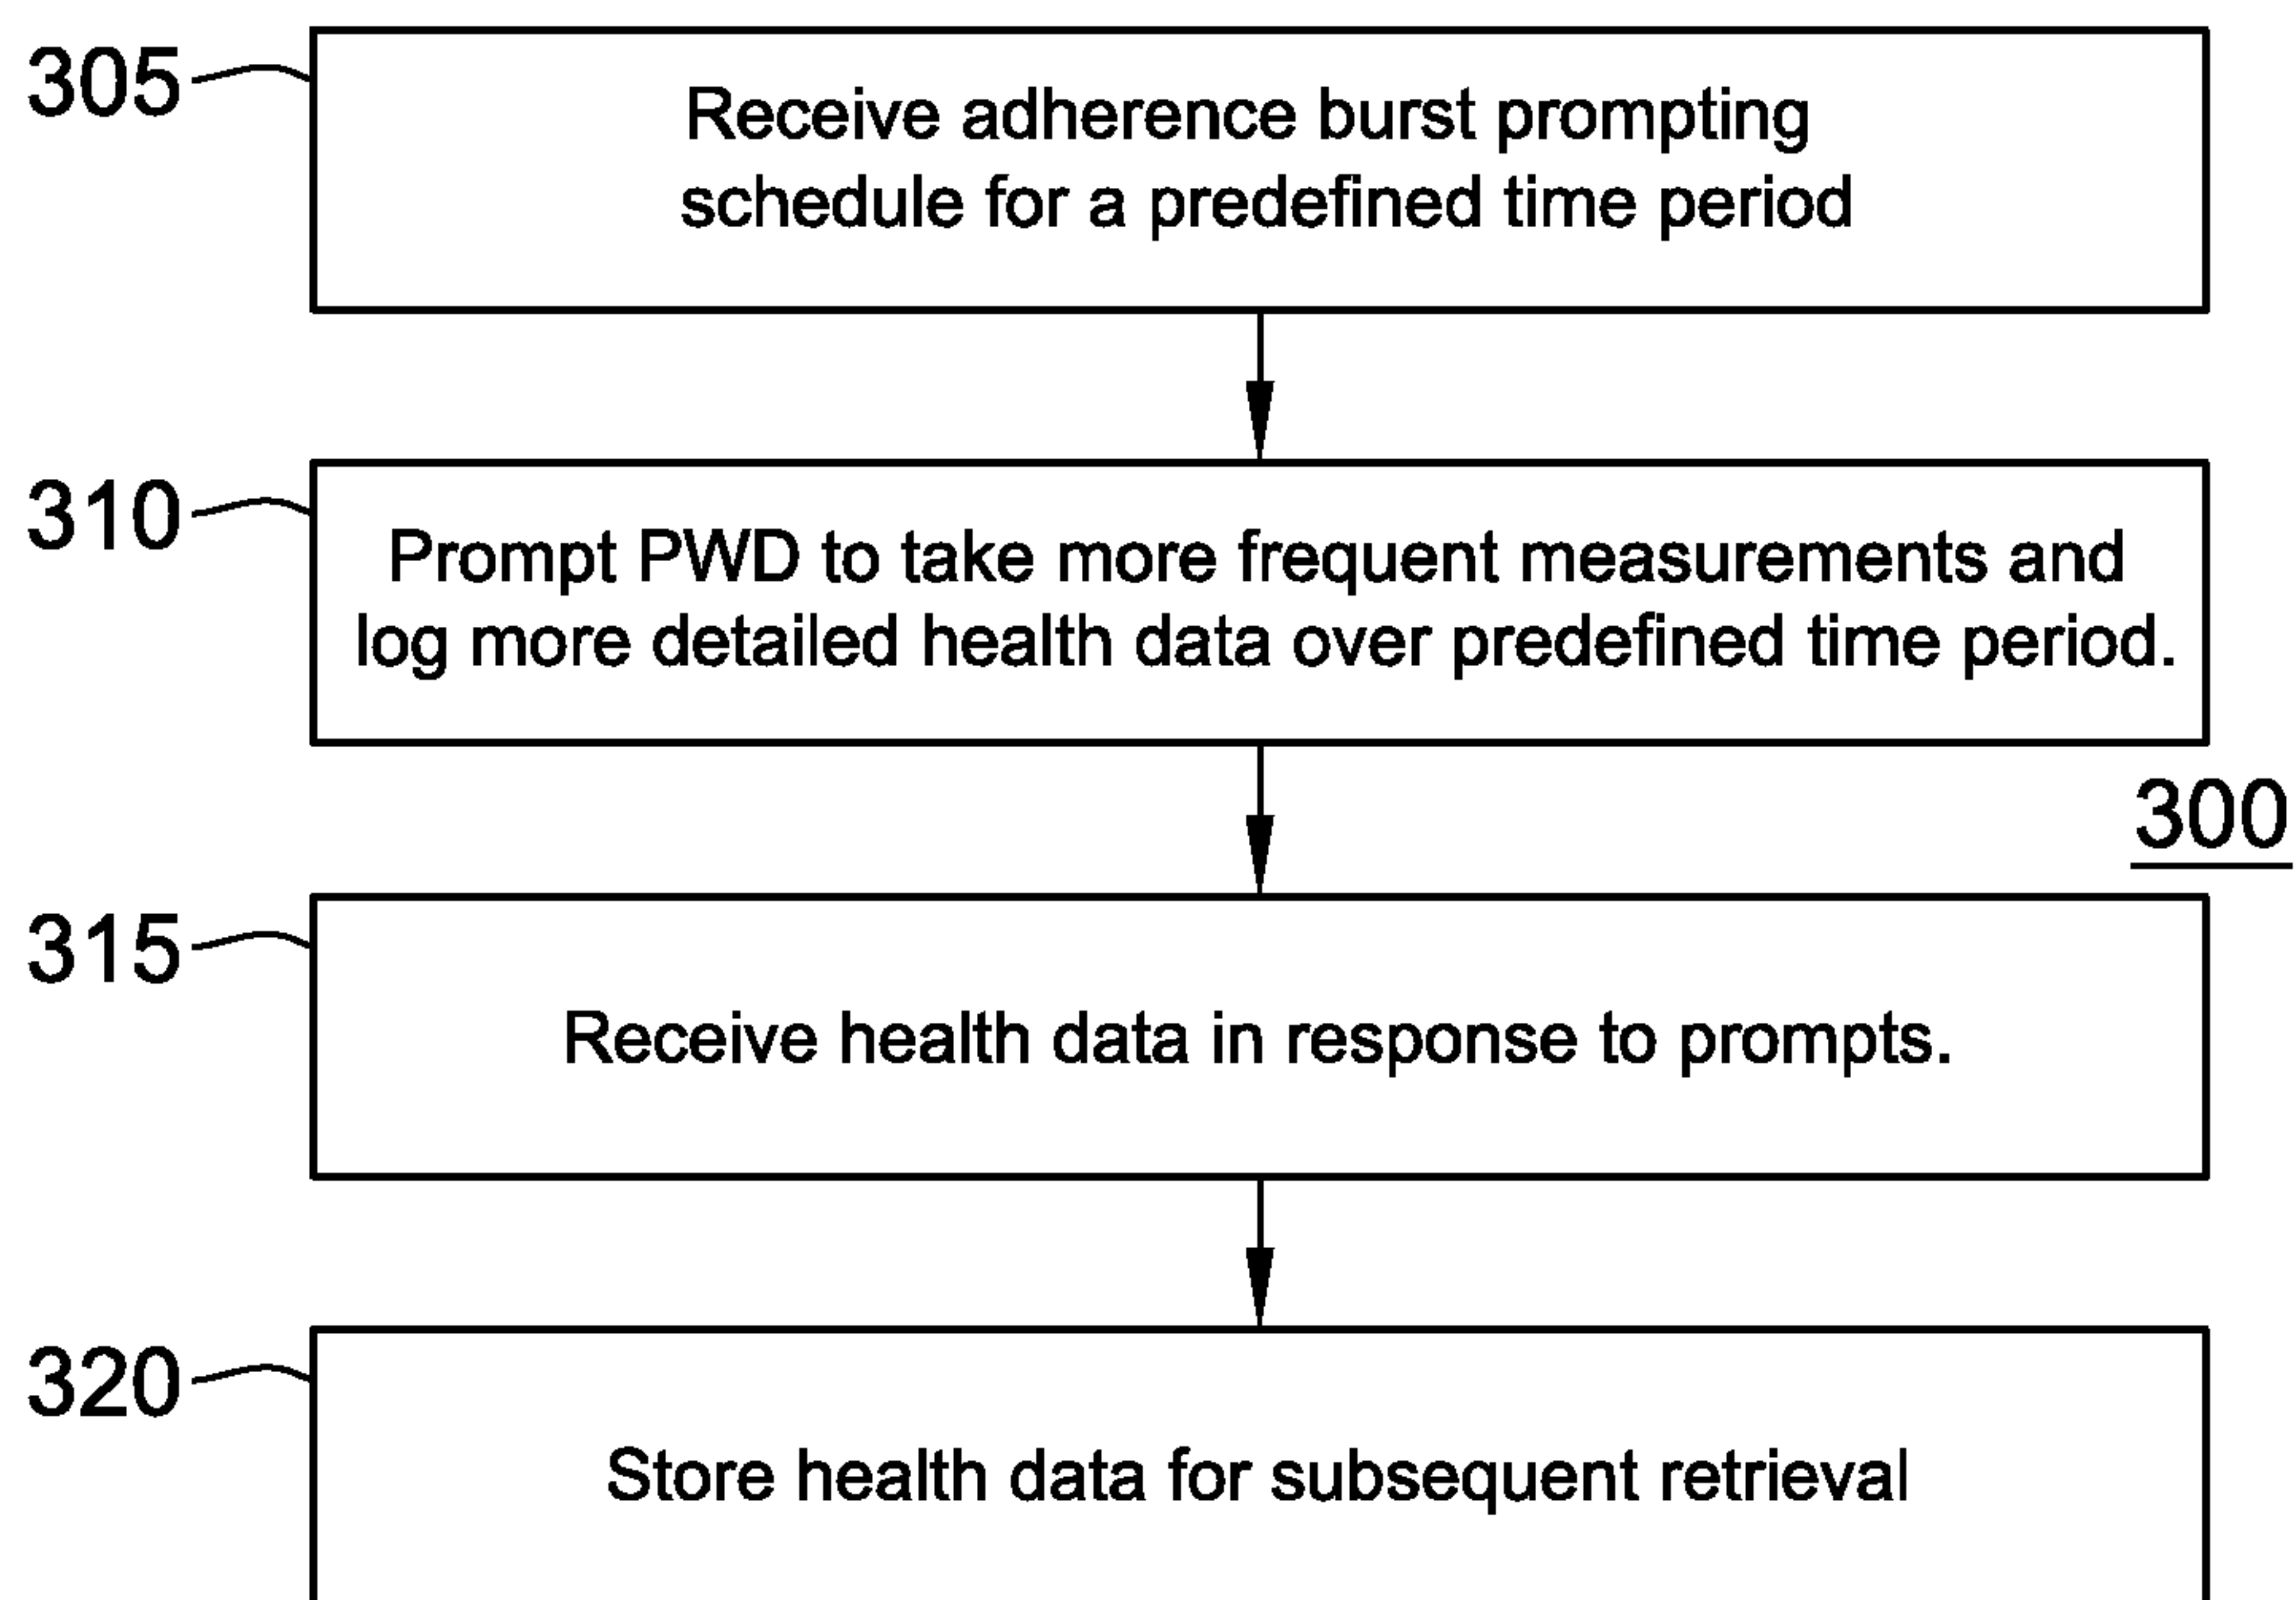 305
Receive adherence burst prompting
schedule for a predefined time period
310
Prompt PWD to take more frequent measurements and
log more detailed health data over predefined time period.
300
315
Receive health data in response to prompts.
320
Store health data for subsequent retrieval